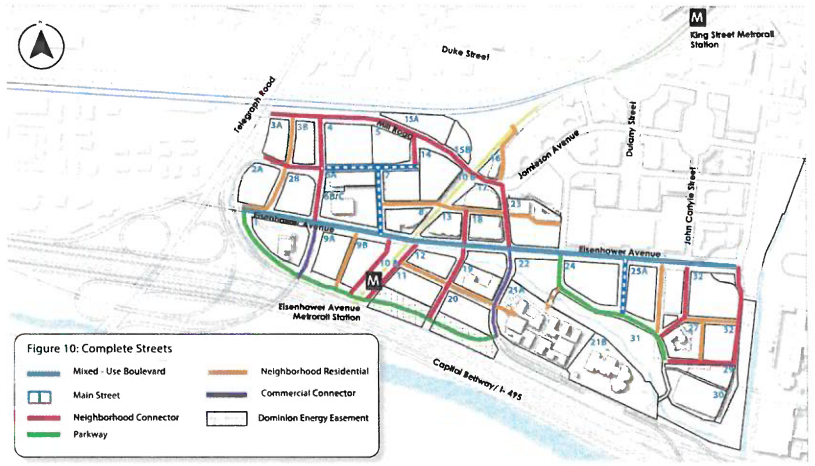 M
King Street Metrorail
Station
Duke Street
Telegraph Road
Dulany Street
Jamieson Avenue
John Carlyle Street
Mill Road
15A
3A
3B
4
5
14
15B
16
17
2A
2B
6B/C
7
8
13
18
23
Eisenhower Avenue
Eisenhower Avenue
9A
9B
10
11
12
19
20
21A
22
24
25A
32
31
27
32
21B
29
30
M
Eisenhower Avenue
Metrorail Station
Capital Beltway/ I- 495
Figure 10: Complete Streets
Mixed - Use Boulevard
Main Street
Neighborhood Connector
Parkway
Neighborhood Residential
Commercial Connector
Dominion Energy Easement